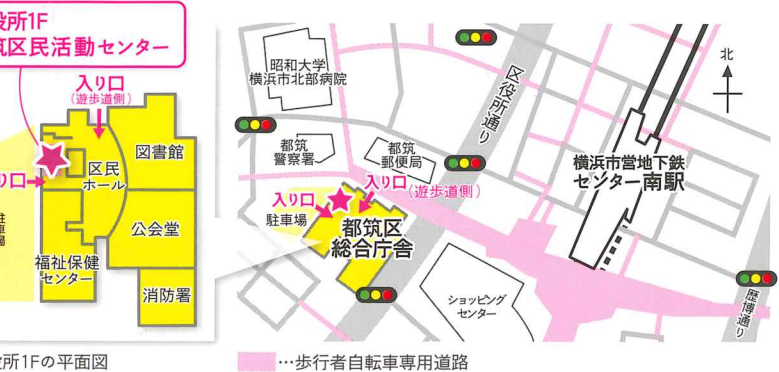 役所1F
筑区民活動センター
入り口
(遊歩道側)
図書館
区民
ホール
り口
駐車場
公会堂
福祉保健
センター
消防署
役所1Fの平面図
昭和大学
横浜市北部病院
区役所通り
北
都筑
警察署
都筑
郵便局
横浜市営地下鉄
センター南駅
入り口
(遊歩道側)
入り口
駐車場
都筑区
総合庁舎
ショッピング
センター
歴博通り
…歩行者自転車専用道路